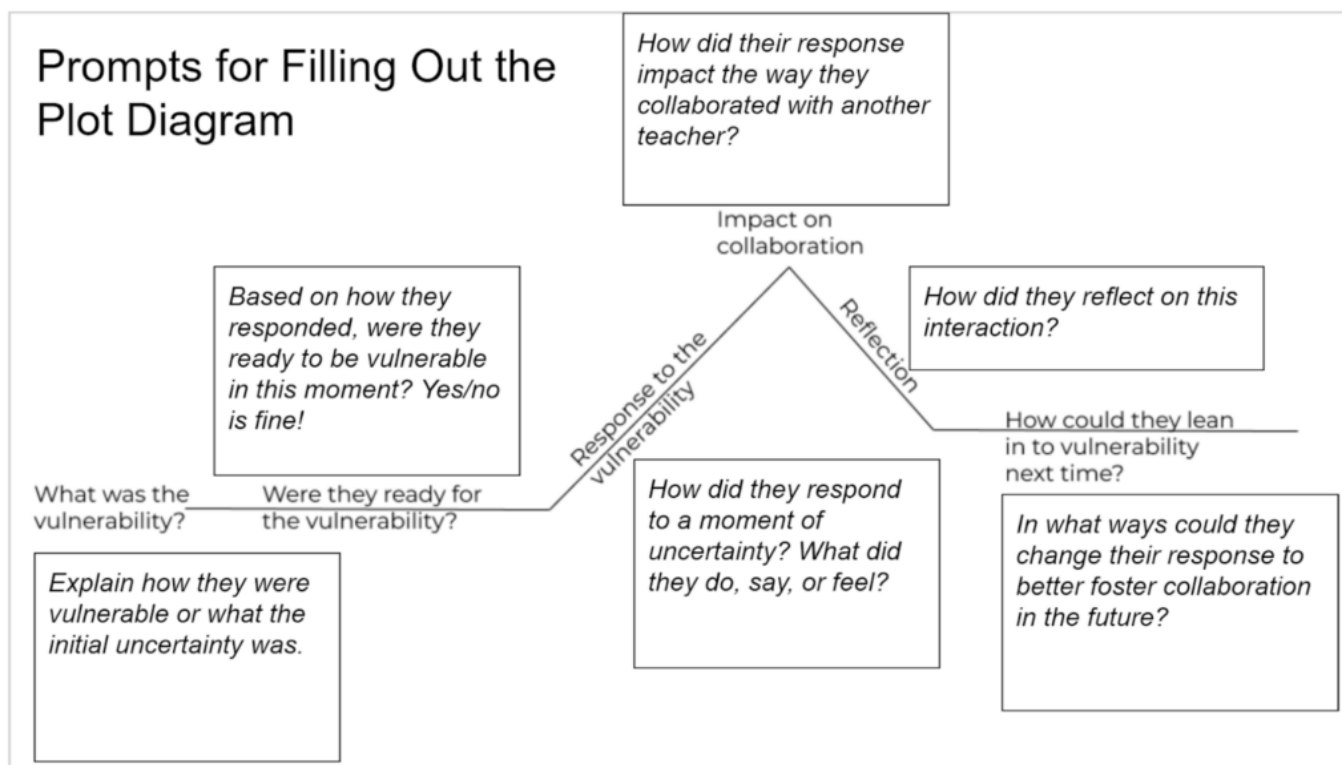 Prompts for Filling Out the
Plot Diagram
How did their response
impact the way they
collaborated with another
teacher?
Impact on
collaboration
Based on how they
responded, were they
ready to be vulnerable
in this moment? Yes/no
is fine!
Response to the
vulnerability
Reflection
How did they reflect on this
interaction?
What was the
vulnerability?
Were they ready for
the vulnerability?
How could they lean
in to vulnerability
next time?
Explain how they were
vulnerable or what the
initial uncertainty was.
How did they respond
to a moment of
uncertainty? What did
they do, say, or feel?
In what ways could they
change their response to
better foster collaboration
in the future?